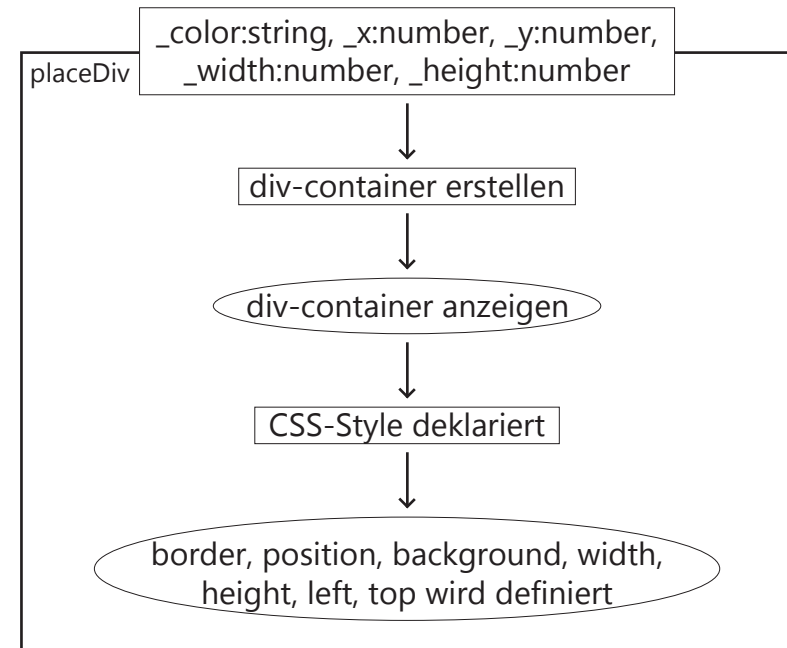 _color:string, _x:number, _y:number,
_width:number, _height:number
placeDiv
div-container erstellen
div-container anzeigen
CSS-Style deklariert
border, position, background, width,
height, left, top wird definiert